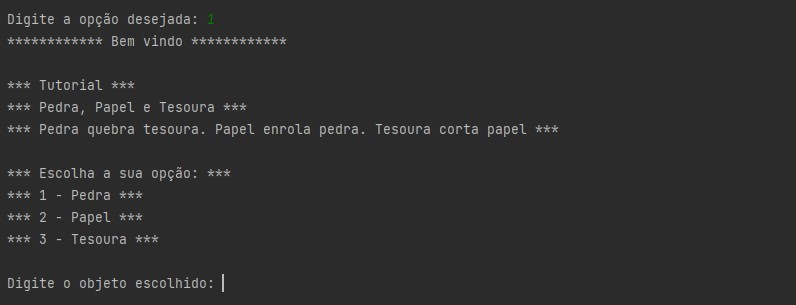 Digite a opção desejada: 1
************ Bem vindo ************
*** Tutorial ***
*** Pedra, Papel e Tesoura ***
*** Pedra quebra tesoura. Papel enrola pedra. Tesoura corta papel ***
*** Escolha a sua opção: ***
*** 1 - Pedra ***
*** 2 - Papel ***
*** 3 - Tesoura ***
Digite o objeto escolhido: